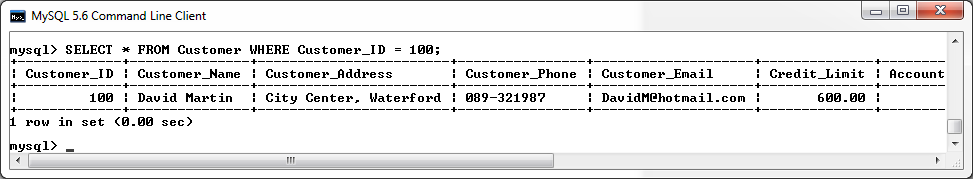 MySQL 5.6 Command Line Client
mysql> SELECT * FROM Customer WHERE Customer_ID = 100;
| Customer_ID | Customer_Name | Customer_Address | Customer_Phone | Customer_Email | Credit_Limit | Account
| 100 | David Martin | City Center, Waterford | 089-321987 | DavidM@hotmail.com | 600.00 |
1 row in set (0.00 sec)
mysql> _